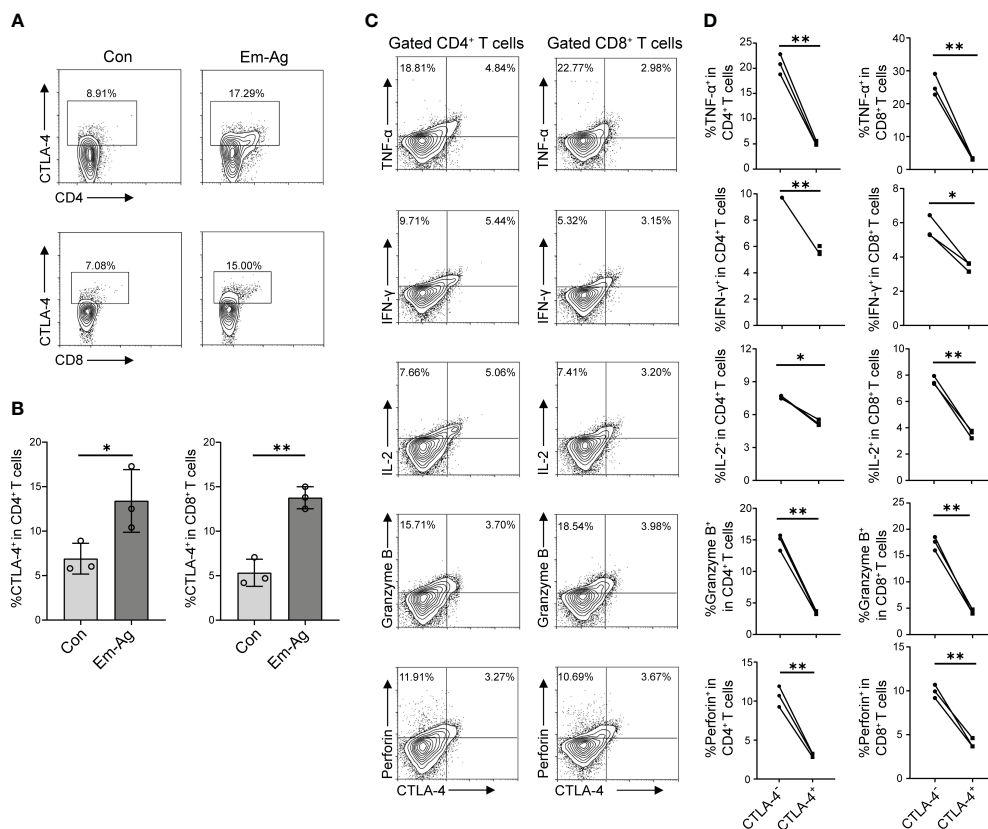 A
Con
Em-Ag
8.91%
17.29%
CTLA-4
CD4
7.08%
15.00%
CTLA-4
CD8
B
%CTLA-4⁺ in CD4⁺ T cells
20
15
10
5
0
*
Con
Em-Ag
%CTLA-4⁺ in CD8⁺ T cells
20
15
10
5
0
**
Con
Em-Ag
C
Gated CD4⁺ T cells
Gated CD8⁺ T cells
18.81%
4.84%
22.77%
2.98%
TNF-α
TNF-α
9.71%
5.44%
5.32%
3.15%
IFN-γ
IFN-γ
7.66%
5.06%
7.41%
3.20%
IL-2
IL-2
15.71%
3.70%
18.54%
3.98%
Granzyme B
Granzyme B
11.91%
3.27%
10.69%
3.67%
Perforin
Perforin
CTLA-4
CTLA-4
D
%TNF-α⁺ in
CD4⁺ T cells
25
20
15
10
5
0
**
%TNF-α⁺ in
CD8⁺ T cells
40
30
20
10
0
**
%IFN-γ⁺ in CD4⁺ T cells
12
9
6
3
0
**
%IFN-γ⁺ in CD8⁺ T cells
8
6
4
2
0
*
%IL-2⁺ in CD4⁺ T cells
12
9
6
3
0
*
%IL-2⁺ in CD8⁺ T cells
10
8
6
4
2
0
**
%Granzyme B⁺
in CD4⁺ T cells
20
15
10
5
0
**
%Granzyme B⁺
in CD8⁺ T cells
25
20
15
10
5
0
**
%Perforin⁺ in
CD4⁺ T cells
15
10
5
0
**
CTLA-4⁻
CTLA-4⁺
%Perforin⁺ in
CD8⁺ T cells
15
10
5
0
**
CTLA-4⁻
CTLA-4⁺